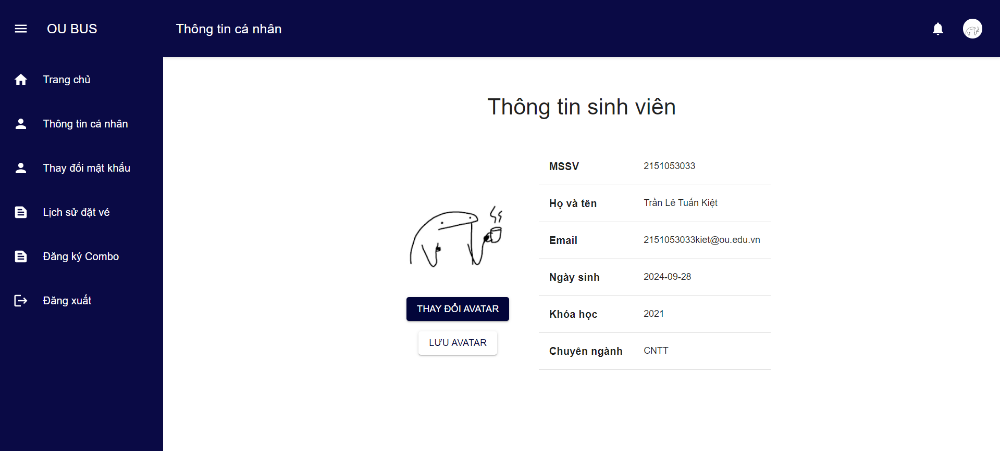 OU BUS
Thông tin cá nhân
Trang chủ
Thông tin cá nhân
Thay đổi mật khẩu
Lịch sử đặt vé
Đăng ký Combo
Đăng xuất
Thông tin sinh viên
THAY ĐỔI AVATAR
LƯU AVATAR
MSSV 2151053033
Họ và tên Trần Lê Tuấn Kiệt
Email 2151053033kiet@ou.edu.vn
Ngày sinh 2024-09-28
Khóa học 2021
Chuyên ngành CNTT